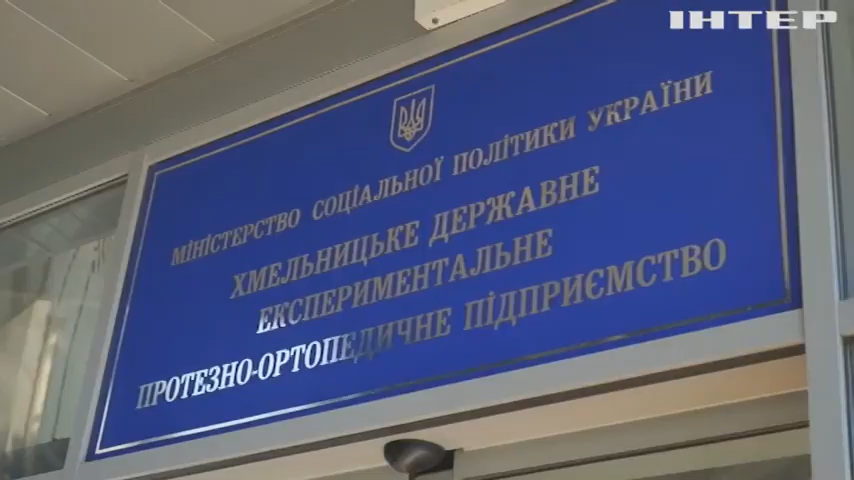 ІНТЕР
МІНІСТЕРСТВО СОЦІАЛЬНОЇ ПОЛІТИКИ УКРАЇНИ
ХМЕЛЬНИЦЬКЕ ДЕРЖАВНЕ
ЕКСПЕРИМЕНТАЛЬНЕ
ПРОТЕЗНО-ОРТОПЕДИЧНЕ ПІДПРИЄМСТВО